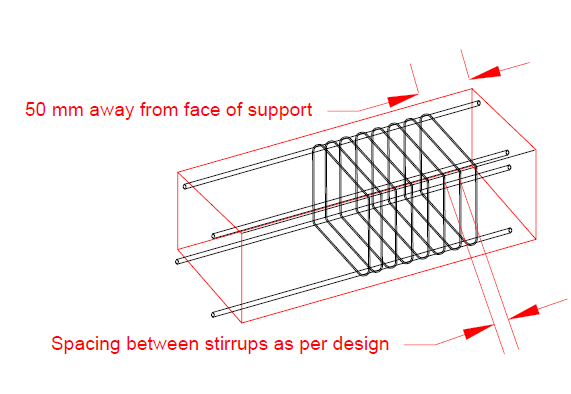 50 mm away from face of support
Spacing between stirrups as per design